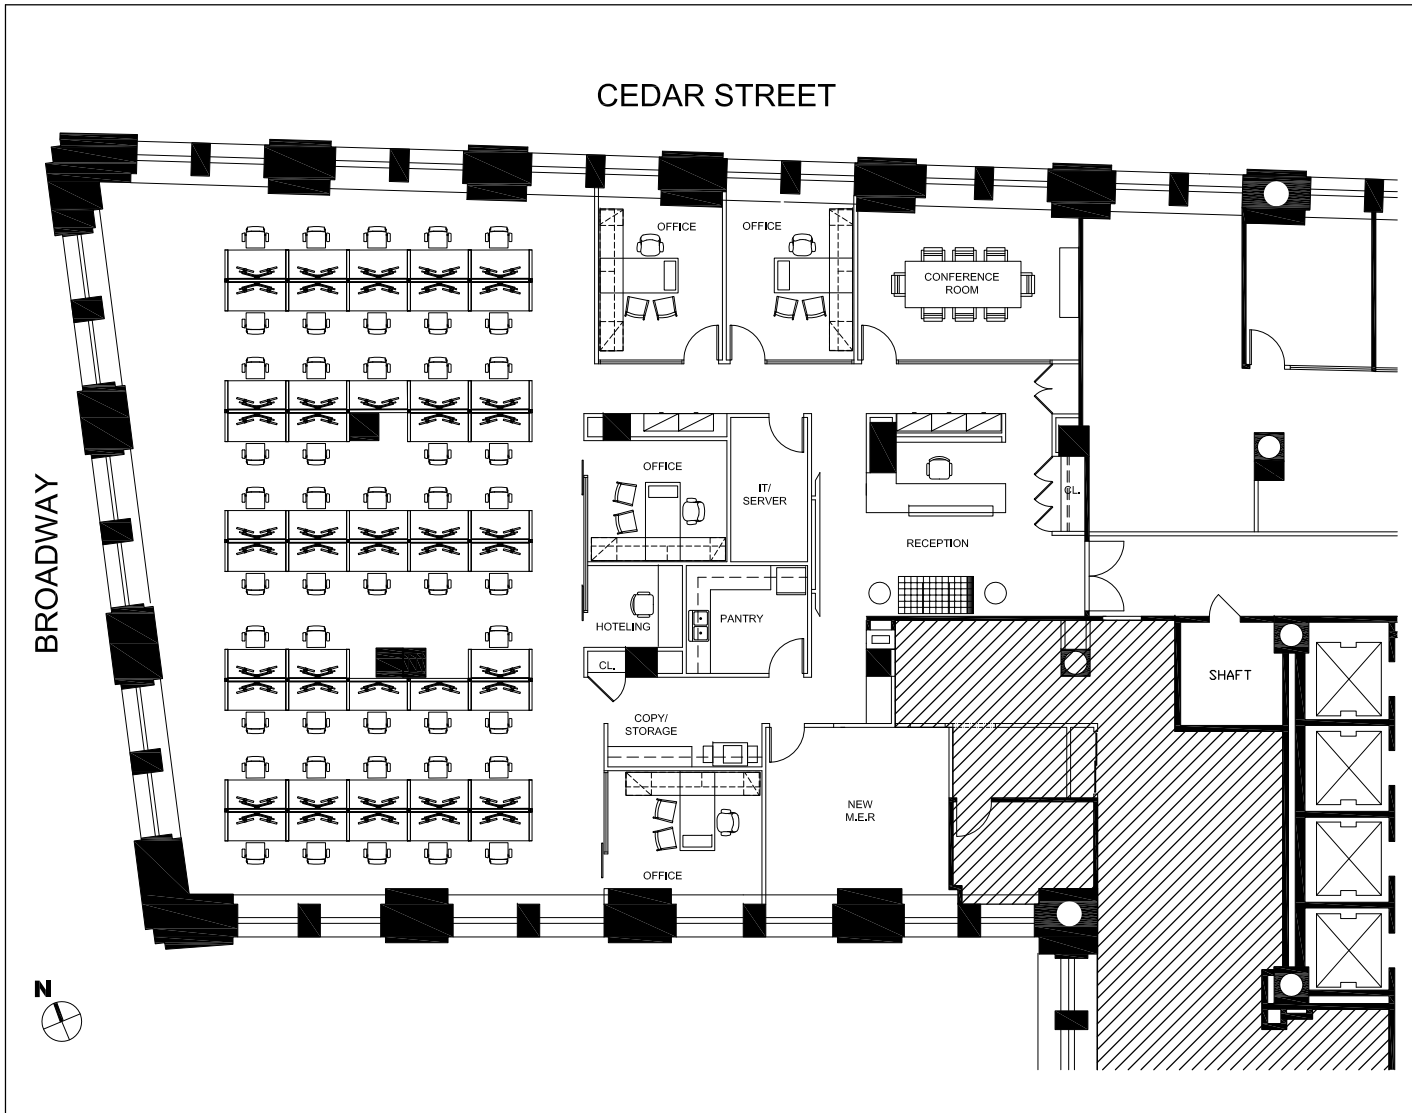 CEDAR STREET
OFFICE
OFFICE
CONFERENCE
ROOM
BROADWAY
OFFICE
IT/
SERVER
CL.
RECEPTION
HOTELING
PANTRY
CL.
SHAFT
COPY/
STORAGE
NEW
M.E.R
OFFICE
N